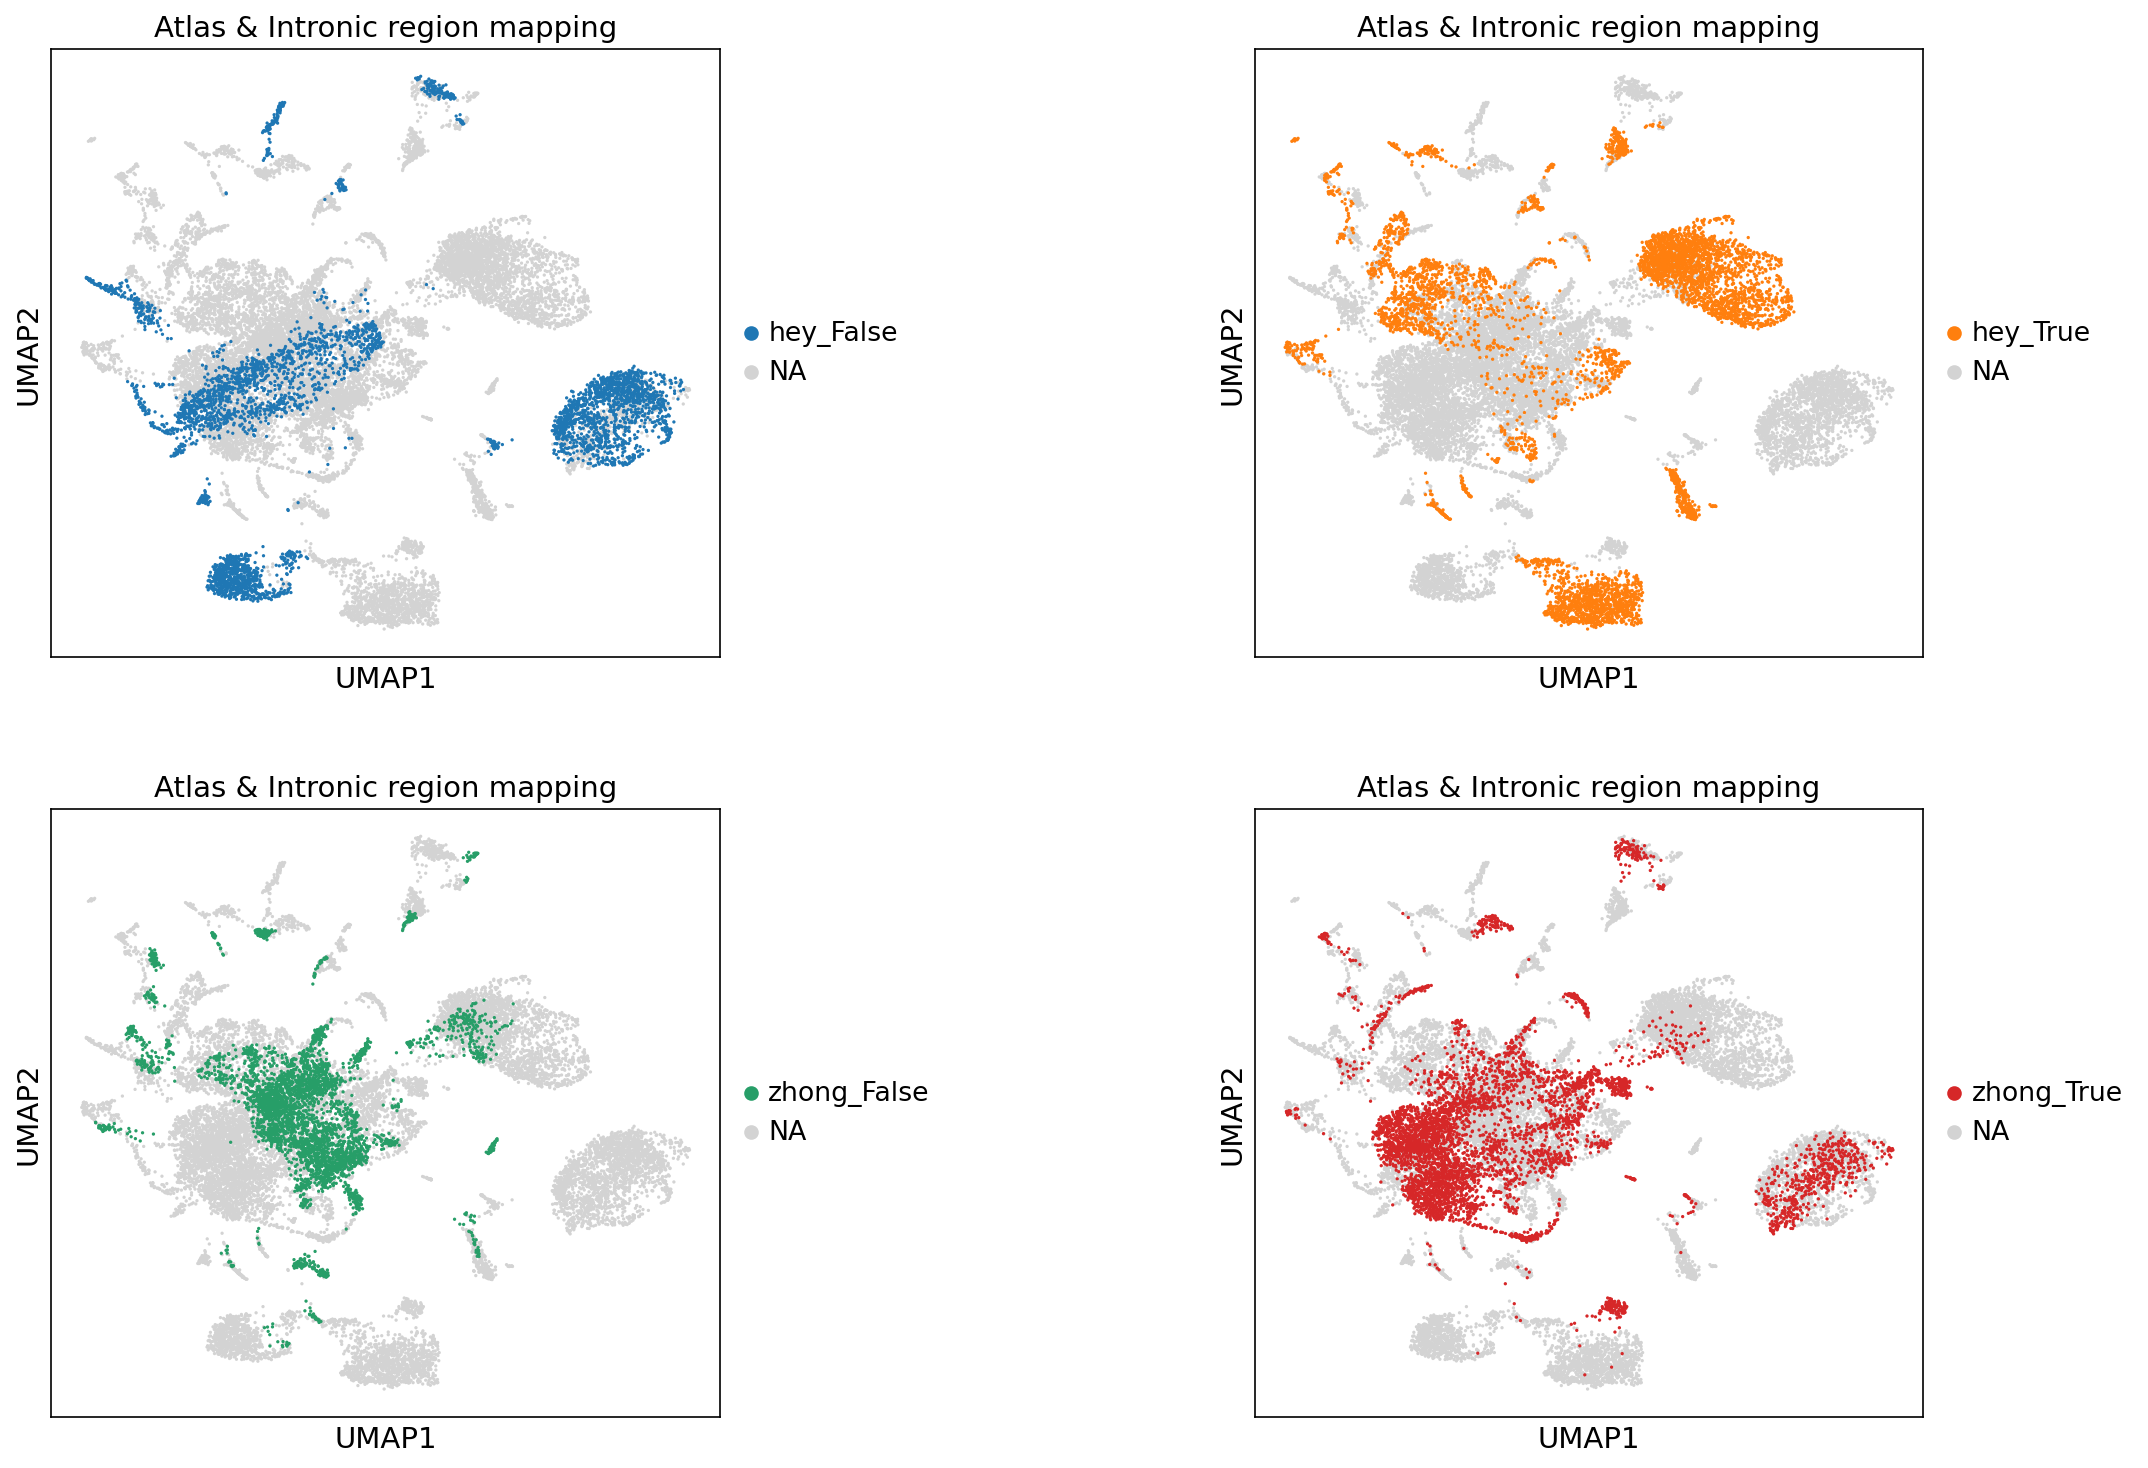 Atlas & Intronic region mapping
UMAP2
UMAP1
hey_False
NA
Atlas & Intronic region mapping
UMAP2
UMAP1
hey_True
NA
Atlas & Intronic region mapping
UMAP2
UMAP1
zhong_False
NA
Atlas & Intronic region mapping
UMAP2
UMAP1
zhong_True
NA